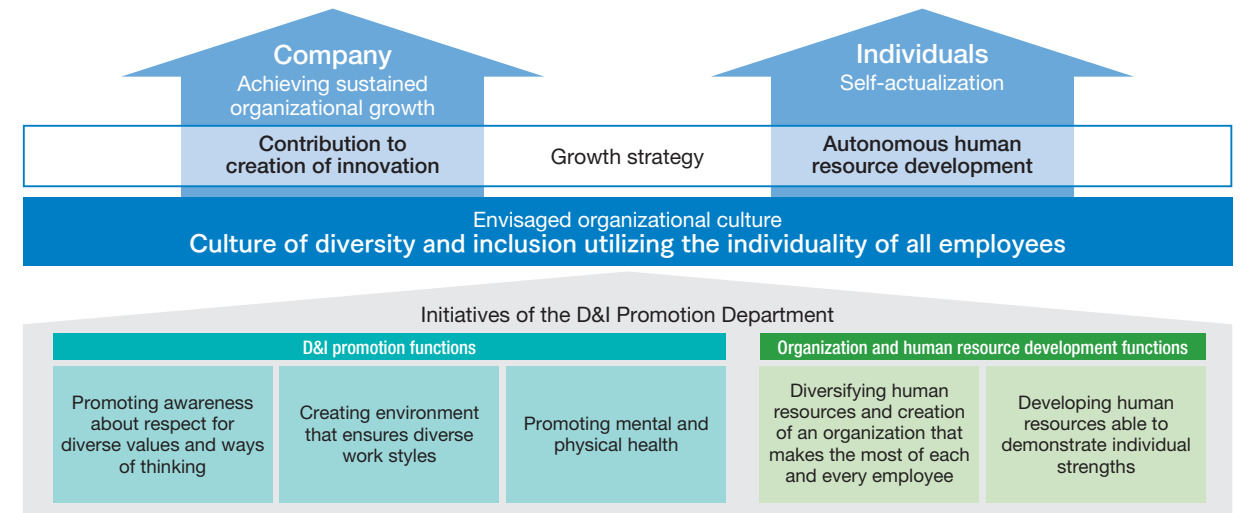 Company
Achieving sustained
organizational growth
Individuals
Self-actualization
Contribution to
creation of innovation
Growth strategy
Autonomous human
resource development
Envisaged organizational culture
Culture of diversity and inclusion utilizing the individuality of all employees
Initiatives of the D&I Promotion Department
D&I promotion functions
Promoting awareness
about respect for
diverse values and ways
of thinking
Creating environment
that ensures diverse
work styles
Promoting mental and
physical health
Organization and human resource development functions
Diversifying human
resources and creation
of an organization that
makes the most of each
and every employee
Developing human
resources able to
demonstrate individual
strengths